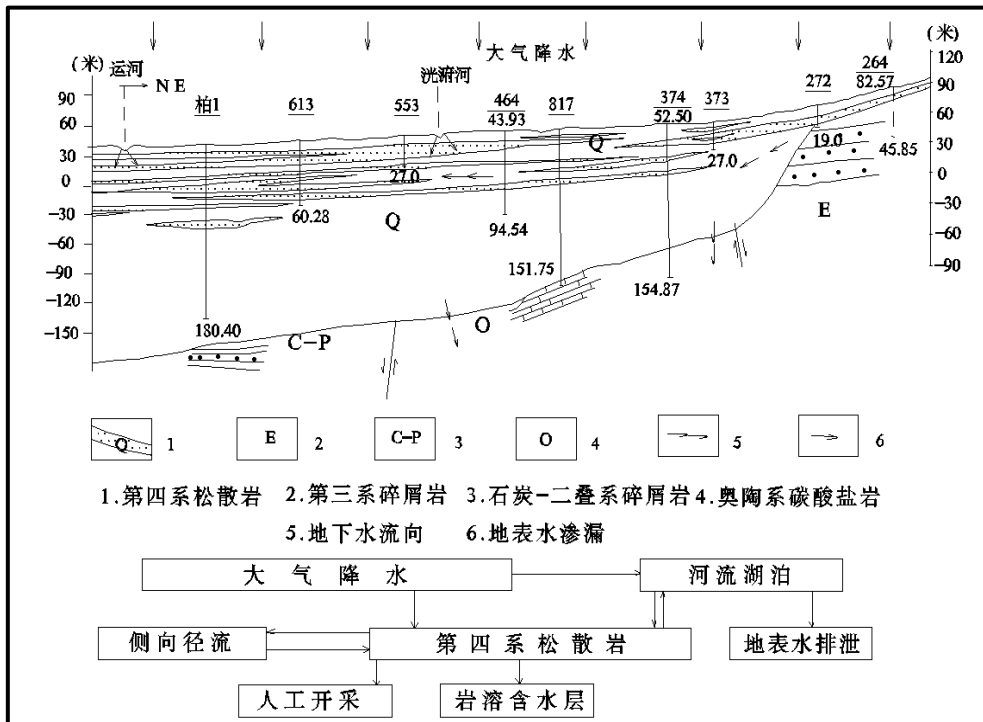 大气降水
(米)
运河
NE
柏1
613
553
洸府河
464
43.93
817
374
52.50
373
272
264
82.57
(米)
120
90
60
30
0
-30
-60
-90
-120
-150
90
60
30
0
-30
-60
-90
Q
27.0
27.0
19.0
45.85
60.28
Q
94.54
E
151.75
154.87
180.40
C-P
O
Q 1
E 2
C-P 3
O 4
5
6
1.第四系松散岩 2.第三系碎屑岩 3.石炭-二叠系碎屑岩 4.奥陶系碳酸盐岩
5.地下水流向 6.地表水渗漏
大气降水
河流湖泊
侧向径流
第四系松散岩
地表水排泄
人工开采
岩溶含水层